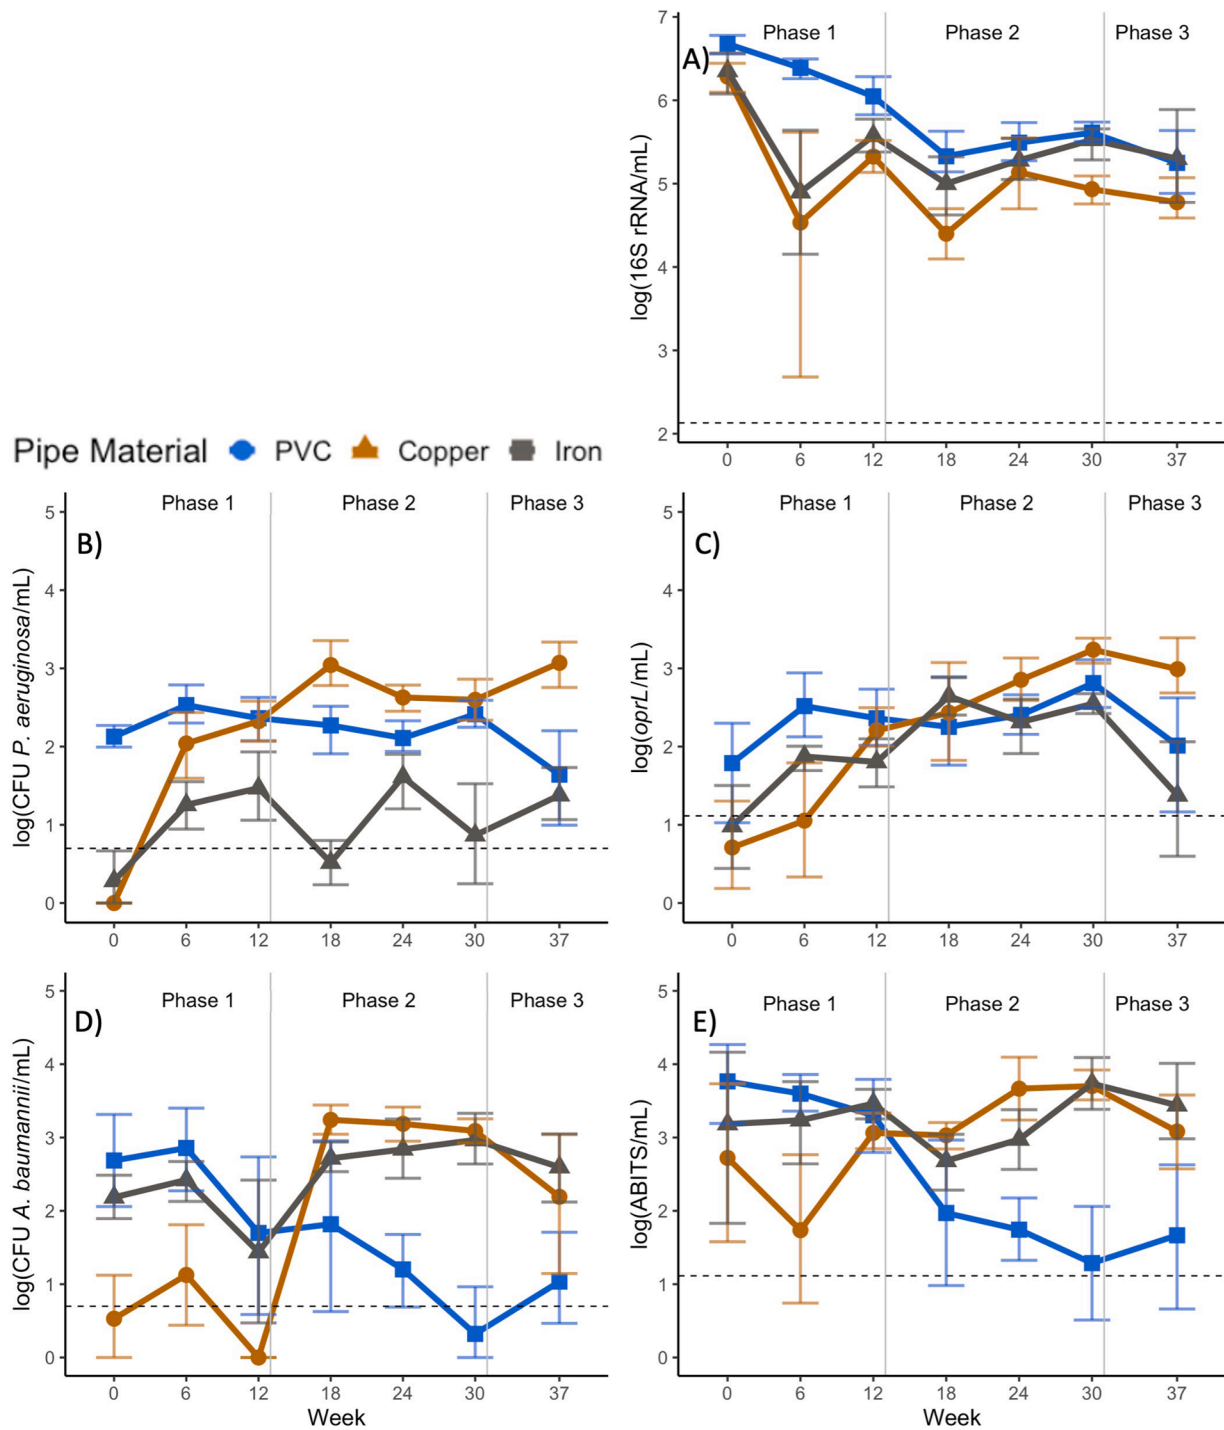 Phase 1 Phase 2 Phase 3
A)
log(16S rRNA/mL)
7
6
5
4
3
2
0 6 12 18 24 30 37
Pipe Material PVC Copper Iron
Phase 1 Phase 2 Phase 3
B)
log(CFU P. aeruginosa/mL)
5
4
3
2
1
0
0 6 12 18 24 30 37
Phase 1 Phase 2 Phase 3
C)
log(oprL/mL)
5
4
3
2
1
0
0 6 12 18 24 30 37
Phase 1 Phase 2 Phase 3
D)
log(CFU A. baumannii/mL)
5
4
3
2
1
0
0 6 12 18 24 30 37
Week
Phase 1 Phase 2 Phase 3
E)
log(ABITS/mL)
5
4
3
2
1
0
0 6 12 18 24 30 37
Week